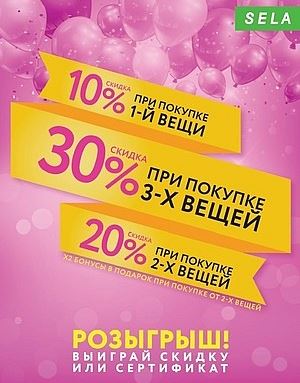 SELA
10% СКИДКА
ПРИ ПОКУПКЕ
1-Й ВЕЩИ
30% СКИДКА
ПРИ ПОКУПКЕ
3-Х ВЕЩЕЙ
20% СКИДКА
ПРИ ПОКУПКЕ
2-Х ВЕЩЕЙ
X2 БОНУСЫ В ПОДАРОК ПРИ ПОКУПКЕ ОТ 2-Х ВЕЩЕЙ
РОЗЫГРЫШ!
ВЫИГРАЙ СКИДКУ
ИЛИ СЕРТИФИКАТ